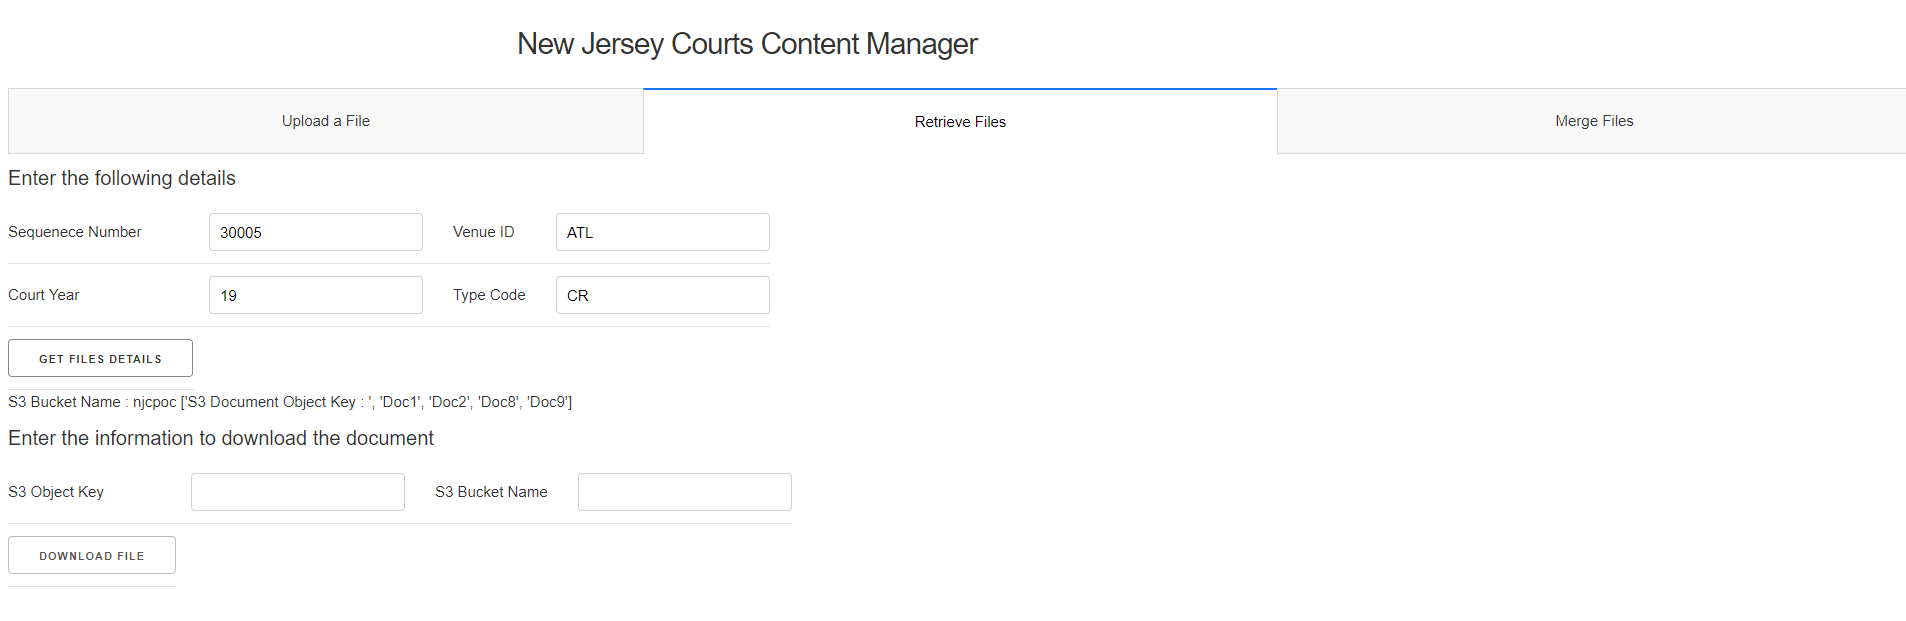 New Jersey Courts Content Manager
Upload a File Retrieve Files Merge Files
Enter the following details
Sequenece Number 30005 Venue ID ATL
Court Year 19 Type Code CR
GET FILES DETAILS
S3 Bucket Name : njcpoc ['S3 Document Object Key : ', 'Doc1', 'Doc2', 'Doc8', 'Doc9']
Enter the information to download the document
S3 Object Key S3 Bucket Name
DOWNLOAD FILE